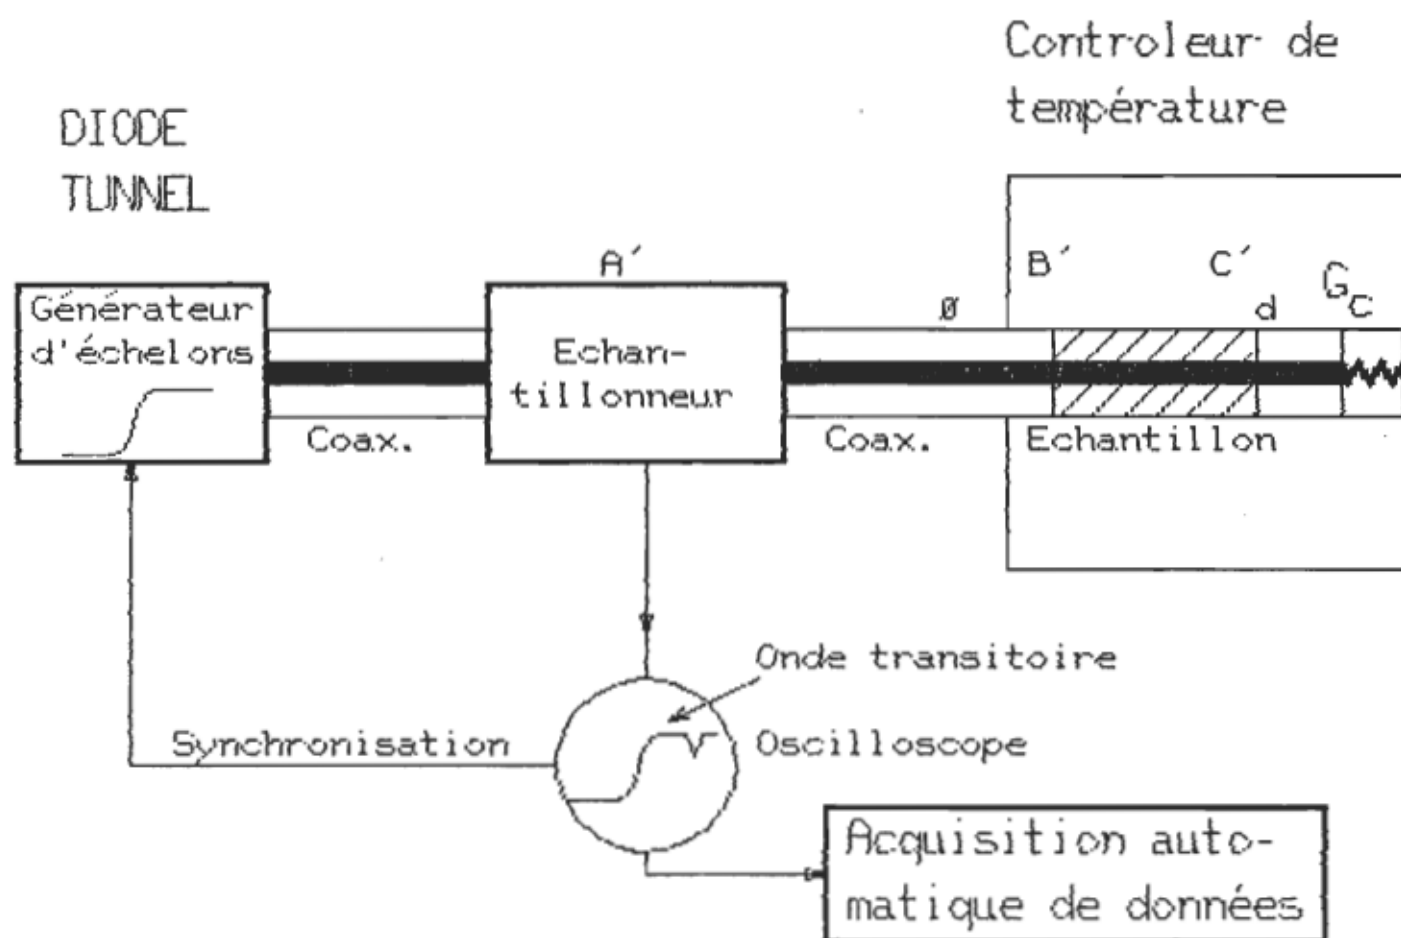 Controleur de
température
DIODE
TUNNEL
A´
B´
C´
d
G
c
Ø
Générateur
d'échelons
Echan-
tillonneur
Coax.
Coax.
Echantillon
Onde transitoire
Synchronisation
Oscilloscope
Acquisition auto-
matique de données